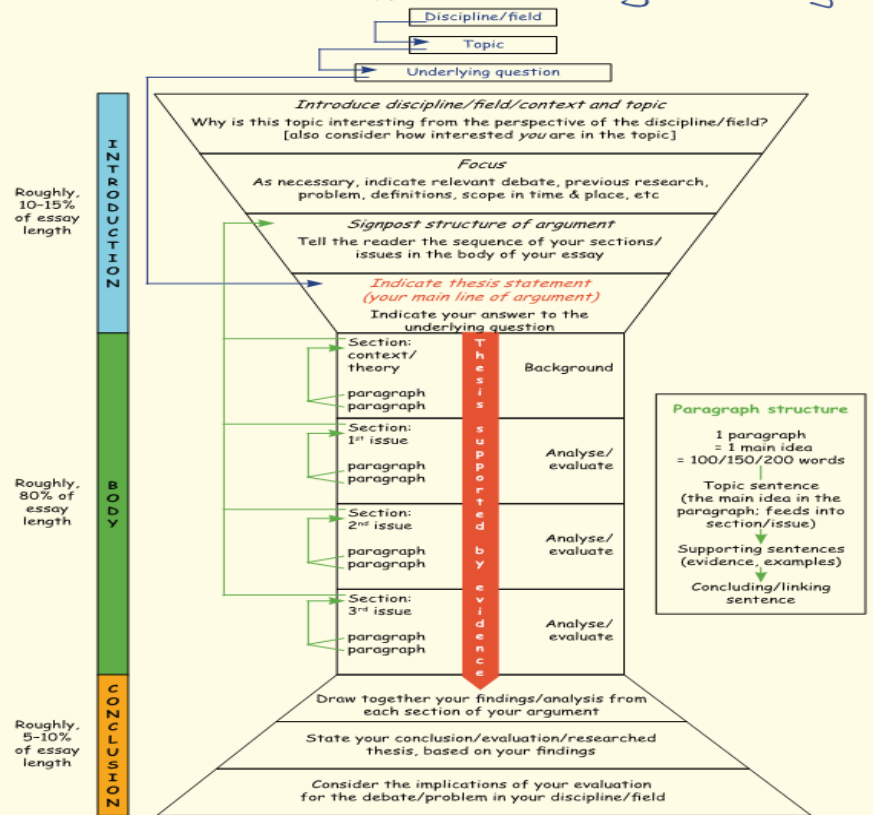 Discipline/field
Topic
Underlying question
INTRODUCTION
Roughly,
10-15%
of essay
length
Introduce discipline/field/context and topic
Why is this topic interesting from the perspective of the discipline/field?
[also consider how interested you are in the topic]
Focus
As necessary, indicate relevant debate, previous research,
problem, definitions, scope in time & place, etc
Signpost structure of argument
Tell the reader the sequence of your sections/
issues in the body of your essay
Indicate thesis statement
(your main line of argument)
Indicate your answer to the
underlying question
BODY
Roughly,
80% of
essay
length
Thesis supported by evidence
Section:
context/
theory
paragraph
paragraph
Background
Section:
1st issue
paragraph
paragraph
Analyse/
evaluate
Section:
2nd issue
paragraph
paragraph
Analyse/
evaluate
Section:
3rd issue
paragraph
paragraph
Analyse/
evaluate
Paragraph structure
1 paragraph
= 1 main idea
= 100/150/200 words
Topic sentence
(the main idea in the
paragraph; feeds into
section/issue)
Supporting sentences
(evidence, examples)
Concluding/linking
sentence
CONCLUSION
Roughly,
5-10%
of essay
length
Draw together your findings/analysis from
each section of your argument
State your conclusion/evaluation/researched
thesis, based on your findings
Consider the implications of your evaluation
for the debate/problem in your discipline/field